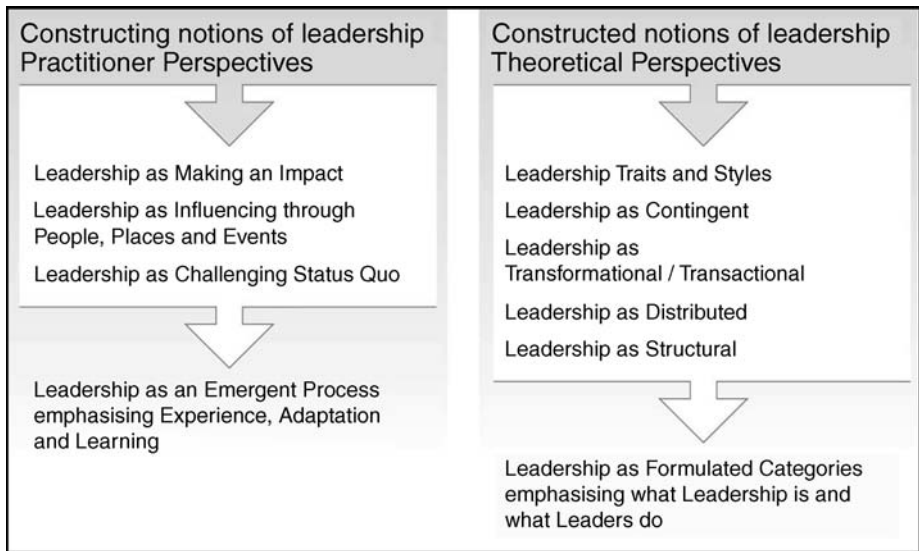 Constructing notions of leadership
Practitioner Perspectives
Leadership as Making an Impact
Leadership as Influencing through
People, Places and Events
Leadership as Challenging Status Quo
Leadership as an Emergent Process
emphasising Experience, Adaptation
and Learning
Constructed notions of leadership
Theoretical Perspectives
Leadership Traits and Styles
Leadership as Contingent
Leadership as
Transformational / Transactional
Leadership as Distributed
Leadership as Structural
Leadership as Formulated Categories
emphasising what Leadership is and
what Leaders do